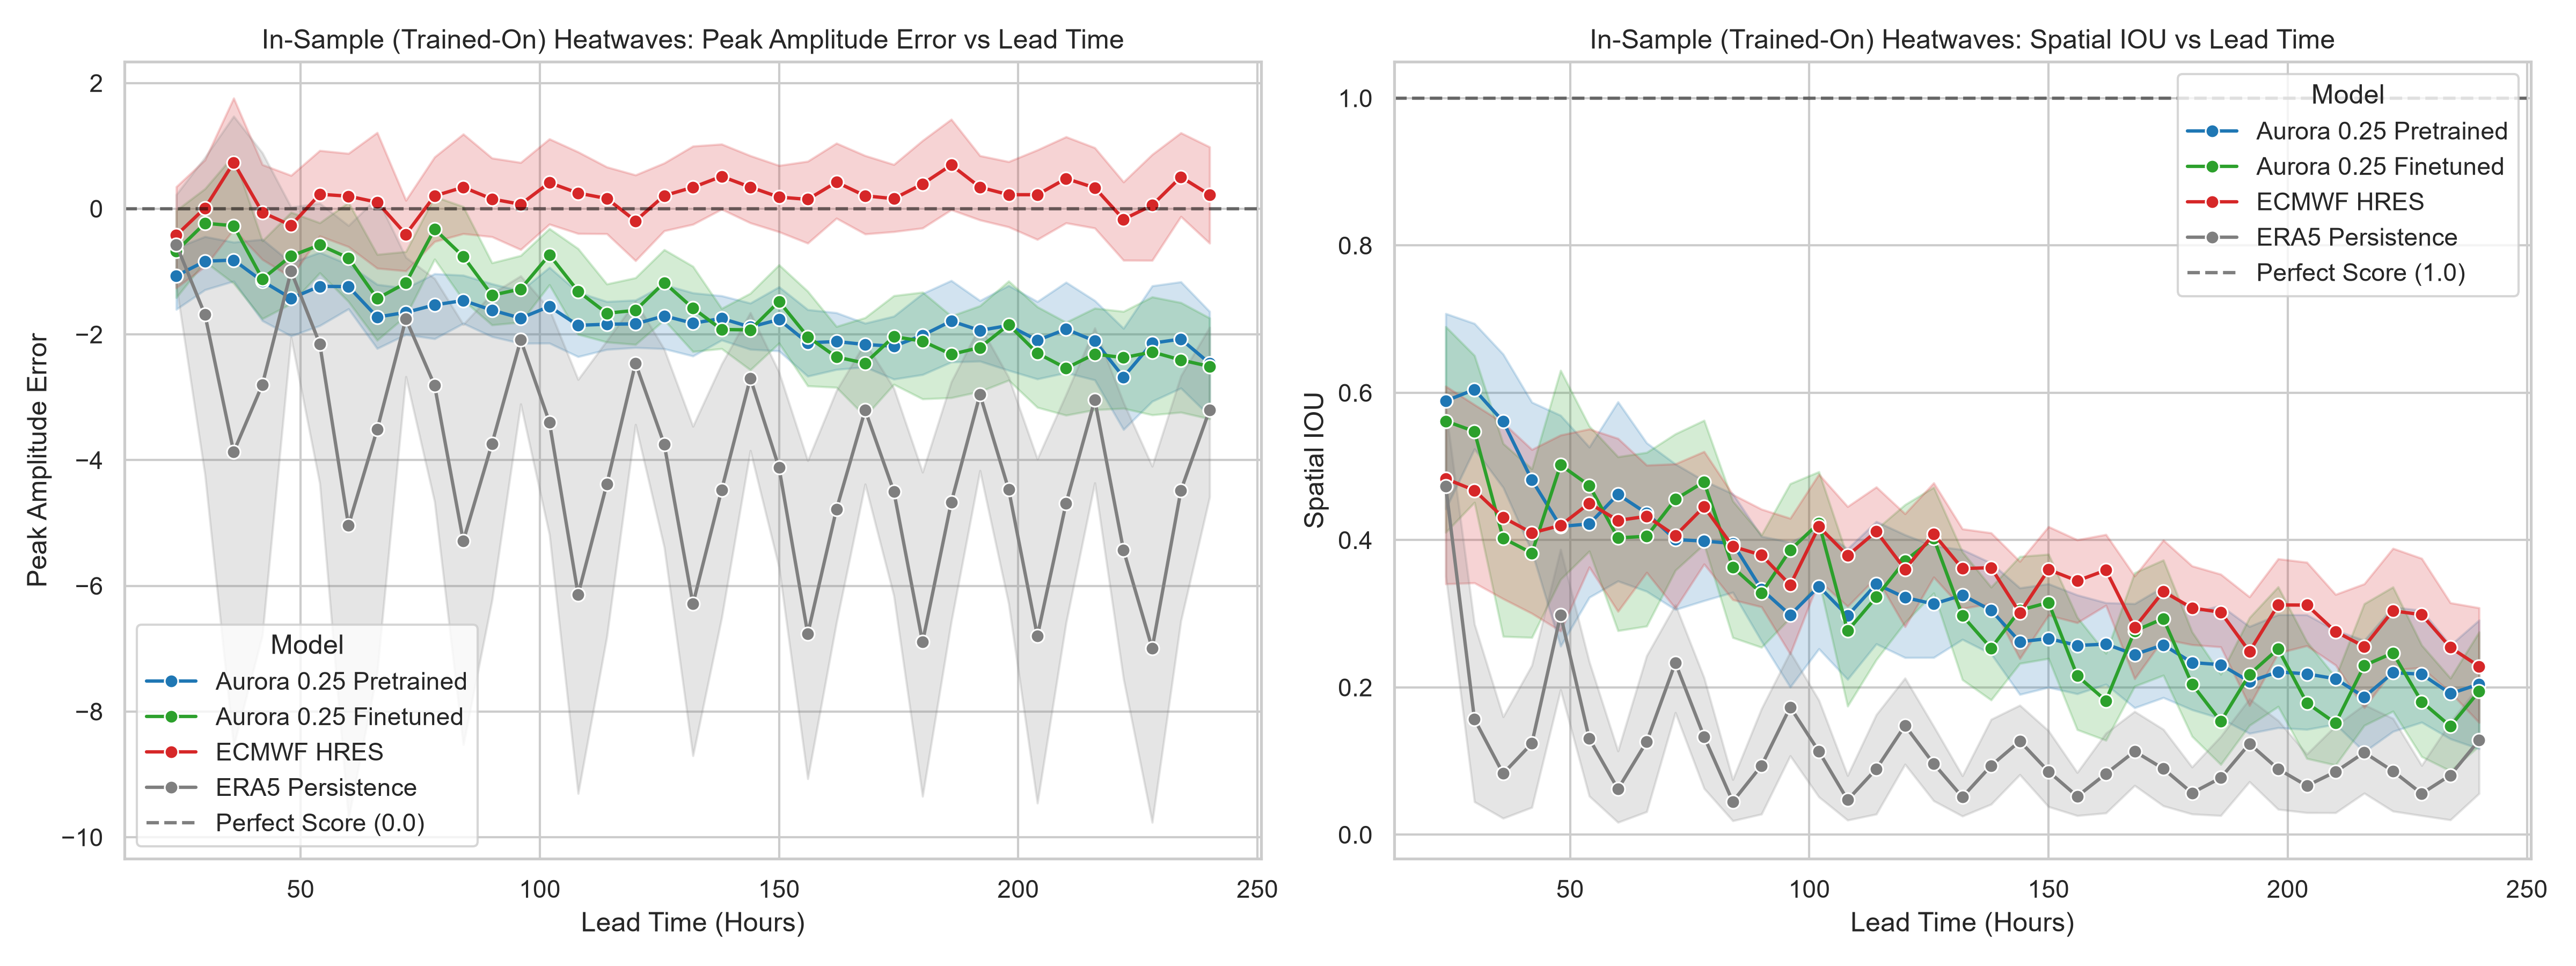 In-Sample (Trained-On) Heatwaves: Peak Amplitude Error vs Lead Time
Peak Amplitude Error
2
0
−2
−4
−6
−8
−10
Model
Aurora 0.25 Pretrained
Aurora 0.25 Finetuned
ECMWF HRES
ERA5 Persistence
Perfect Score (0.0)
50
100
150
200
250
Lead Time (Hours)
In-Sample (Trained-On) Heatwaves: Spatial IOU vs Lead Time
Spatial IOU
1.0
0.8
0.6
0.4
0.2
0.0
Model
Aurora 0.25 Pretrained
Aurora 0.25 Finetuned
ECMWF HRES
ERA5 Persistence
Perfect Score (1.0)
50
100
150
200
250
Lead Time (Hours)